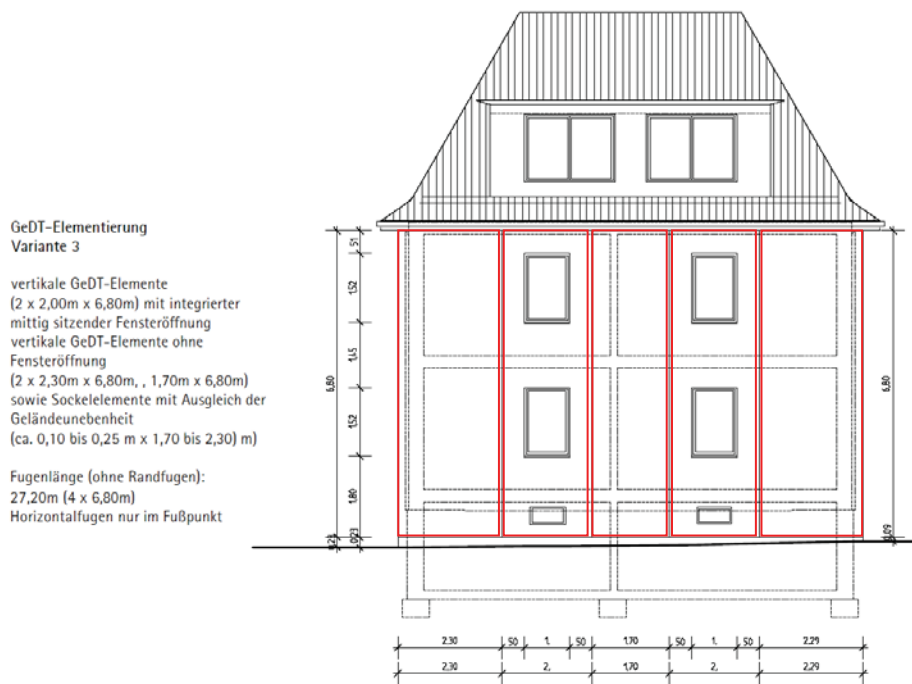 GeDT-Elementierung
Variante 3
vertikale GeDT-Elemente
(2 x 2,00m x 6,80m) mit integrierter
mittig sitzender Fensteröffnung
vertikale GeDT-Elemente ohne
Fensteröffnung
(2 x 2,30m x 6,80m, , 1,70m x 6,80m)
sowie Sockelelemente mit Ausgleich der
Geländeunebenheit
(ca. 0,10 bis 0,25 m x 1,70 bis 2,30) m)
Fugenlänge (ohne Randfugen):
27,20m (4 x 6,80m)
Horizontalfugen nur im Fußpunkt
51
1,52
1,45
6,80
6,80
1,52
1,80
2.30 50 1. 50 1.70 50 1. 50 2.29
2.30 2. 1.70 2. 2.29